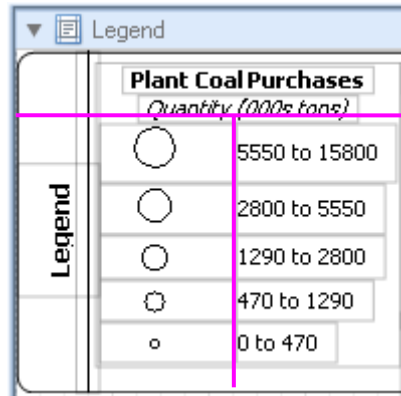 Legend
Plant Coal Purchases
Quantity (000s tons)
5550 to 15800
2800 to 5550
1290 to 2800
470 to 1290
0 to 470
Legend